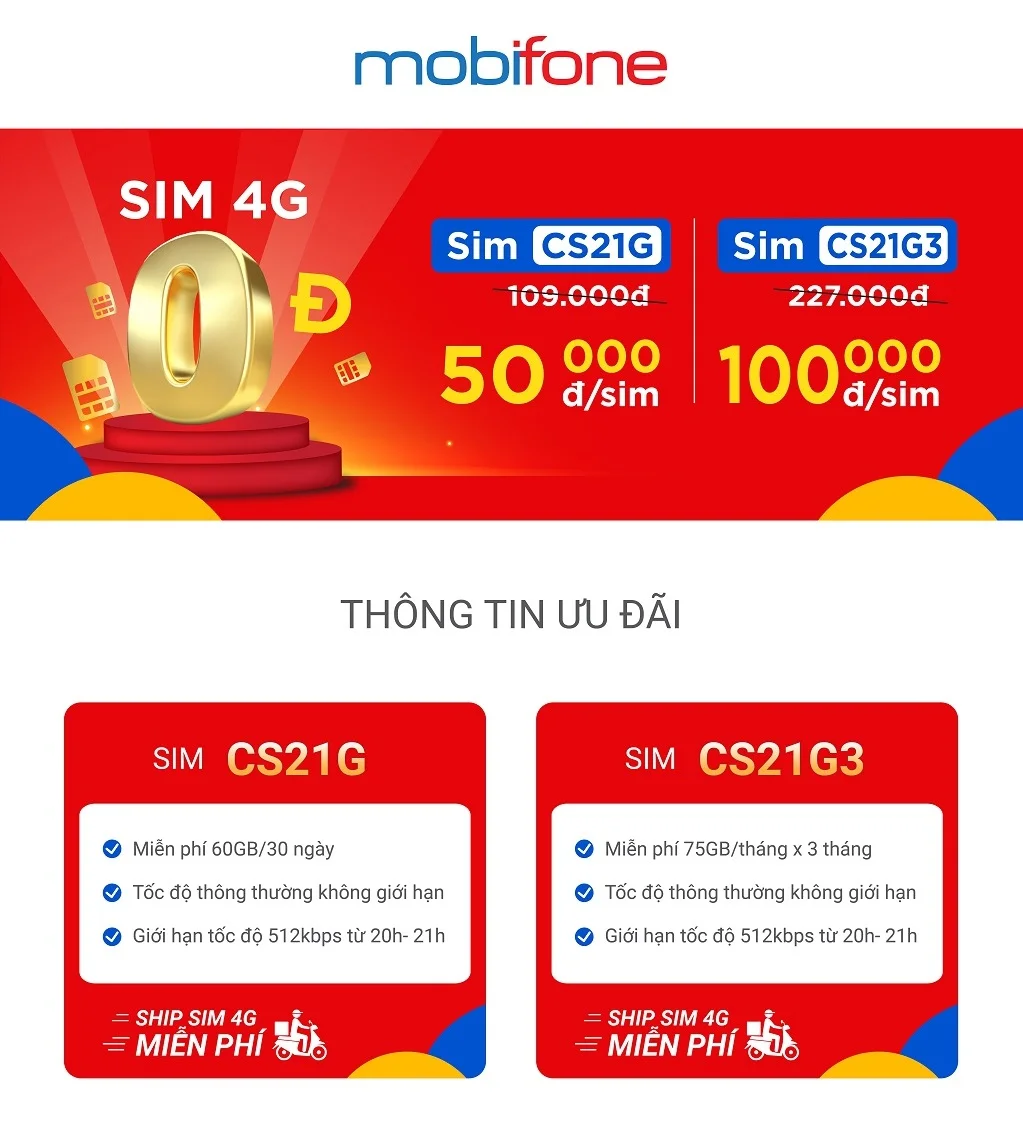 mobifone
SIM 4G
0Đ
Sim CS21G
109.000đ
50 000
đ/sim
Sim CS21G3
227.000đ
100 000
đ/sim
THÔNG TIN ƯU ĐÃI
SIM CS21G
Miễn phí 60GB/30 ngày
Tốc độ thông thường không giới hạn
Giới hạn tốc độ 512kbps từ 20h- 21h
SHIP SIM 4G
MIỄN PHÍ
SIM CS21G3
Miễn phí 75GB/tháng x 3 tháng
Tốc độ thông thường không giới hạn
Giới hạn tốc độ 512kbps từ 20h- 21h
SHIP SIM 4G
MIỄN PHÍ